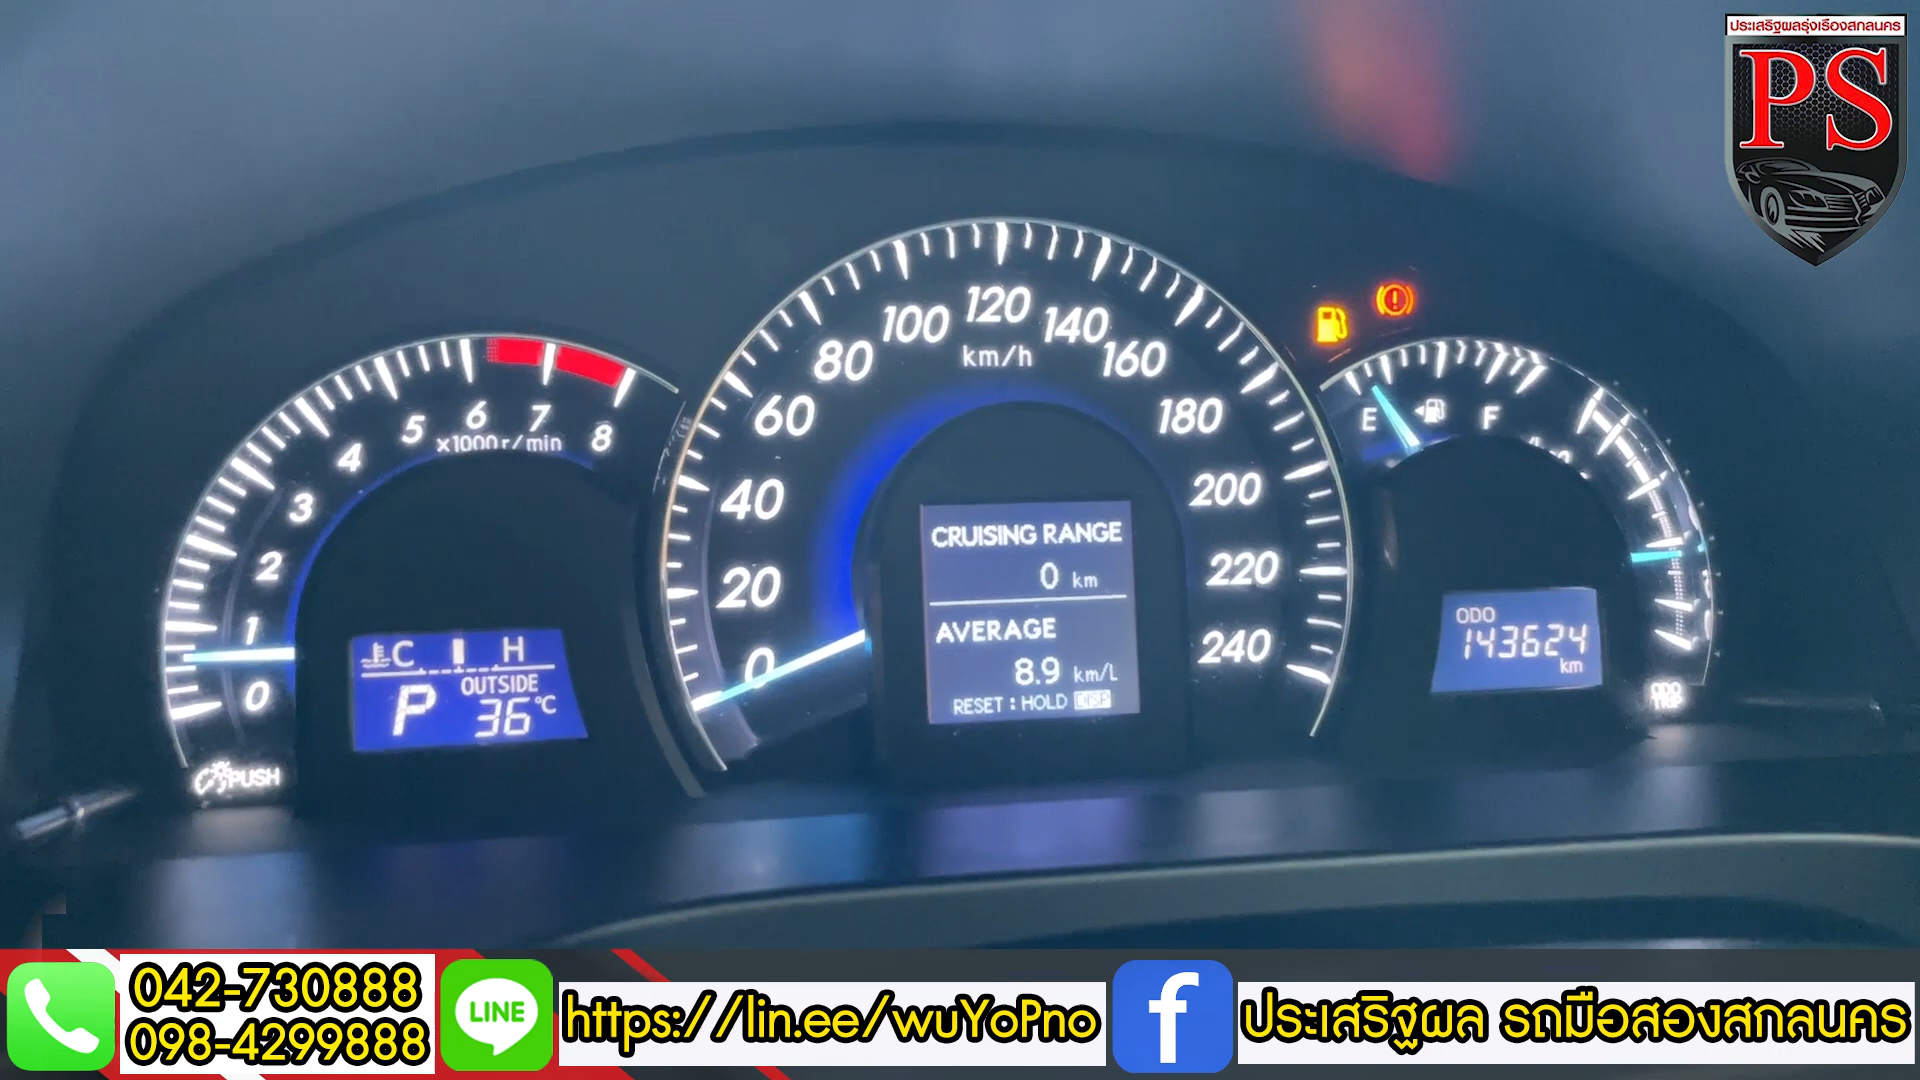 ประเสริฐผลรุ่งเรืองสกลนคร
PS
0
1
2
3
4
5
6
7
8
x1000r/min
C H
P
OUTSIDE
36°C
PUSH
0
20
40
60
80
100
120
140
160
180
200
220
240
km/h
CRUISING RANGE
0 km
AVERAGE
8.9 km/L
RESET : HOLD DISP
E F
ODO
143624
km
ODO
TRIP
042-730888
098-4299888
LINE
https://lin.ee/wuYoPno
f
ประเสริฐผล รถมือสองสกลนคร